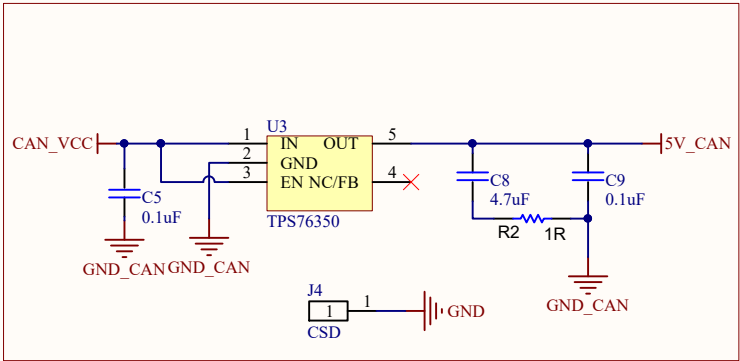 U3
CAN_VCC
1
IN
OUT
5
5V_CAN
2
GND
3
EN
NC/FB
4
C5
0.1uF
TPS76350
C8
4.7uF
C9
0.1uF
R2
1R
GND_CAN
GND_CAN
GND_CAN
J4
1
1
GND
CSD